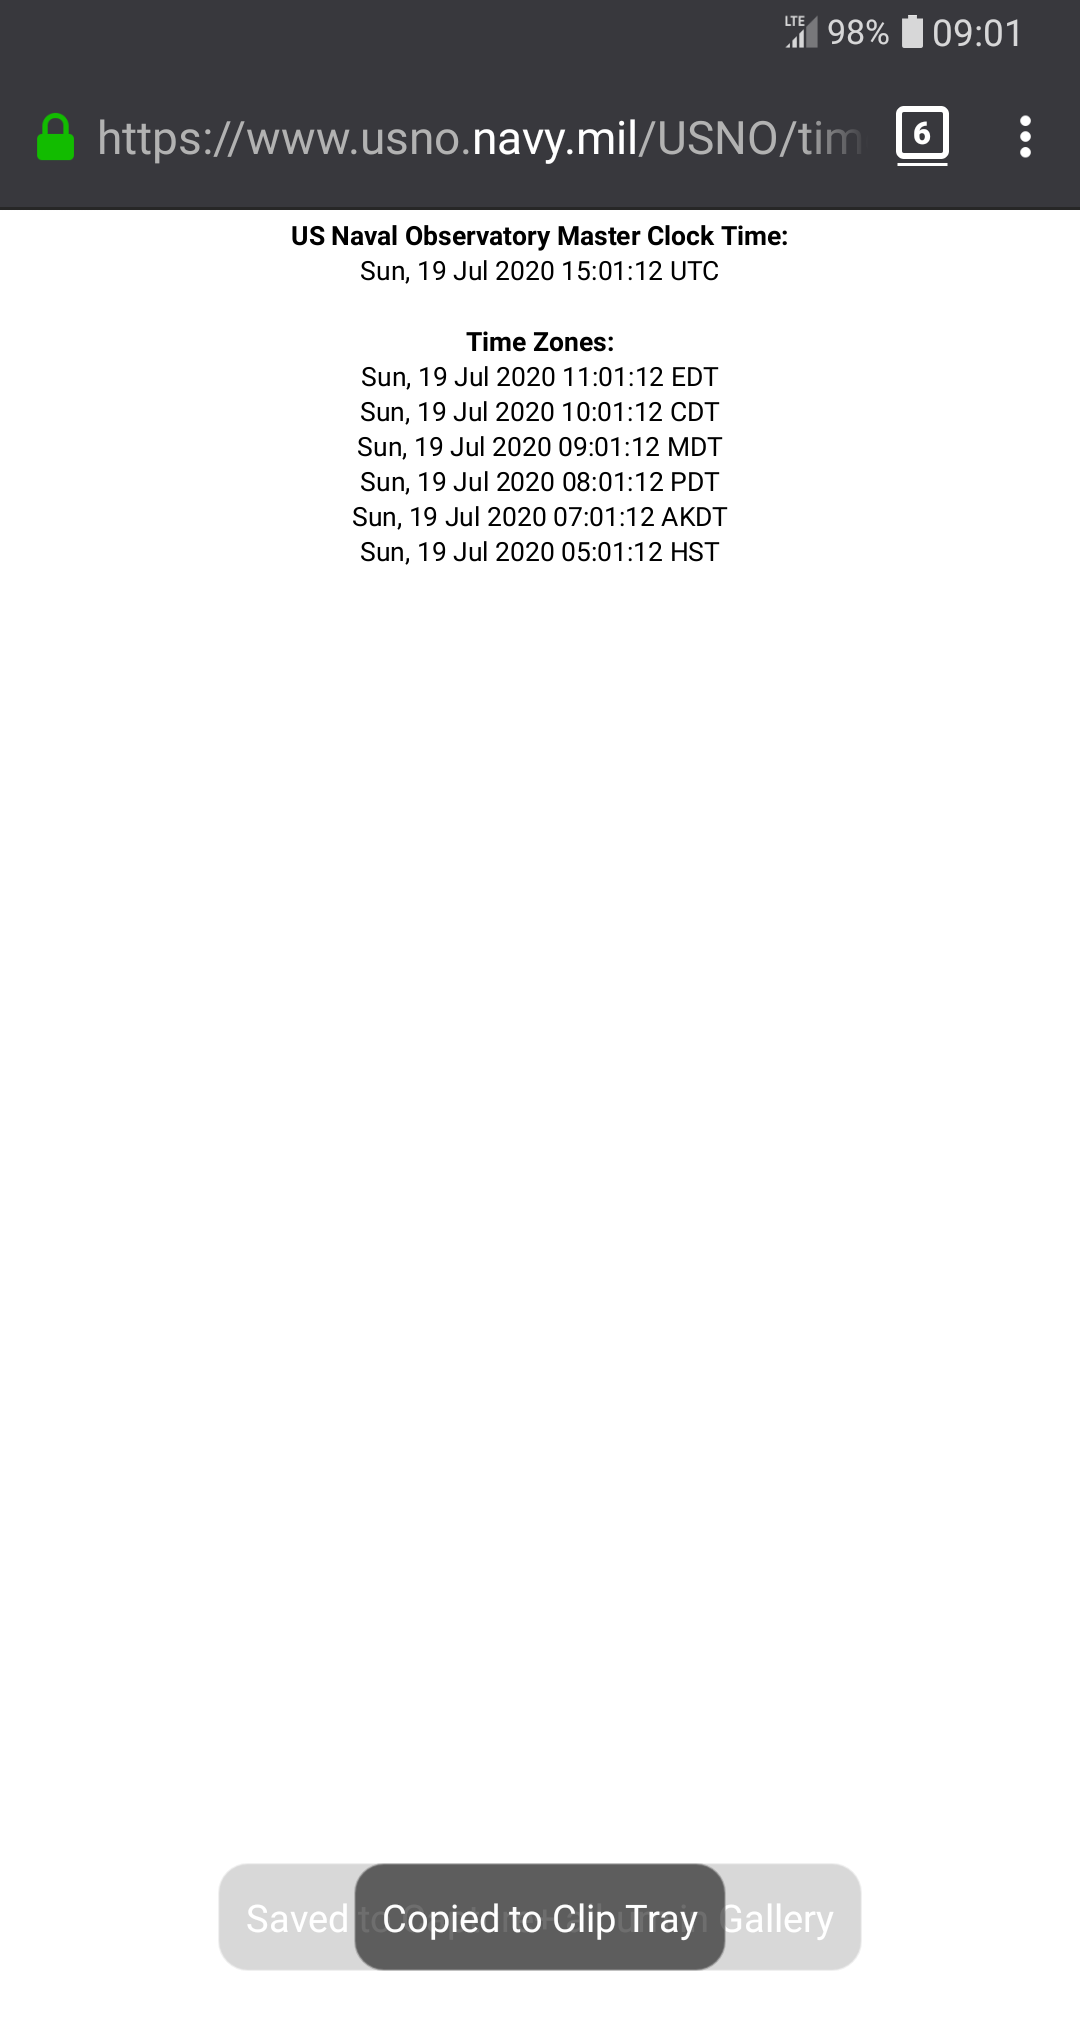 LTE 98% 09:01
https://www.usno.navy.mil/USNO/tim
6
US Naval Observatory Master Clock Time:
Sun, 19 Jul 2020 15:01:12 UTC
Time Zones:
Sun, 19 Jul 2020 11:01:12 EDT
Sun, 19 Jul 2020 10:01:12 CDT
Sun, 19 Jul 2020 09:01:12 MDT
Sun, 19 Jul 2020 08:01:12 PDT
Sun, 19 Jul 2020 07:01:12 AKDT
Sun, 19 Jul 2020 05:01:12 HST
Saved Gallery
Copied to Clip Tray